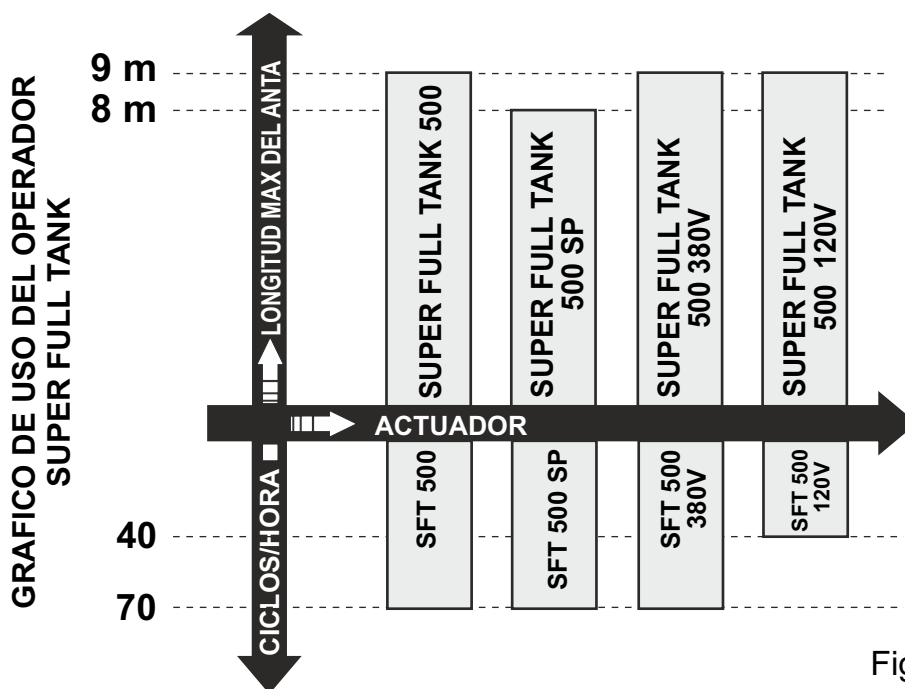 GRAFICO DE USO DEL OPERADOR
SUPER FULL TANK
9 m
8 m
LONGITUD MAX DEL ANTA
SUPER FULL TANK 500
SUPER FULL TANK
500 SP
SUPER FULL TANK
500 380V
SUPER FULL TANK
500 120V
ACTUADOR
CICLOS/HORA
SFT 500
SFT 500 SP
SFT 500
380V
SFT 500
120V
40
70
Fig